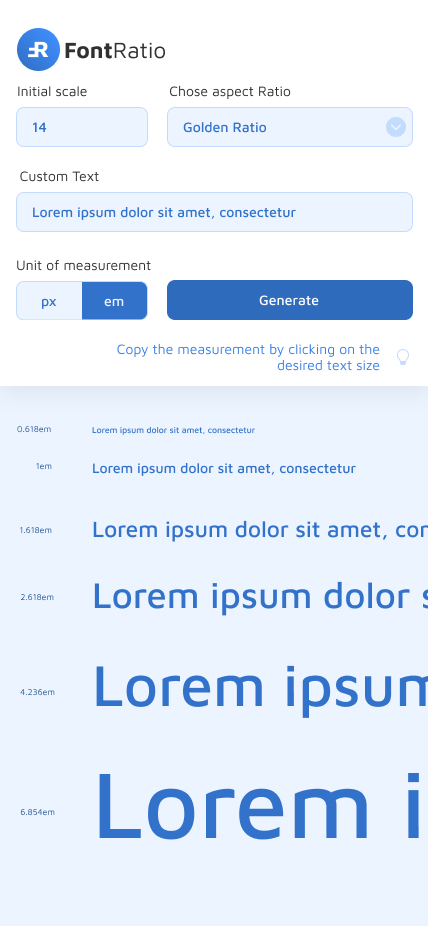 FontRatio
Initial scale
Chose aspect Ratio
14
Golden Ratio
Custom Text
Lorem ipsum dolor sit amet, consectetur
Unit of measurement
px
em
Generate
Copy the measurement by clicking on the
desired text size
0.618em
Lorem ipsum dolor sit amet, consectetur
1em
Lorem ipsum dolor sit amet, consectetur
1.618em
Lorem ipsum dolor sit amet, con
2.618em
Lorem ipsum dolor s
4.236em
Lorem ipsum
6.854em
Lorem i